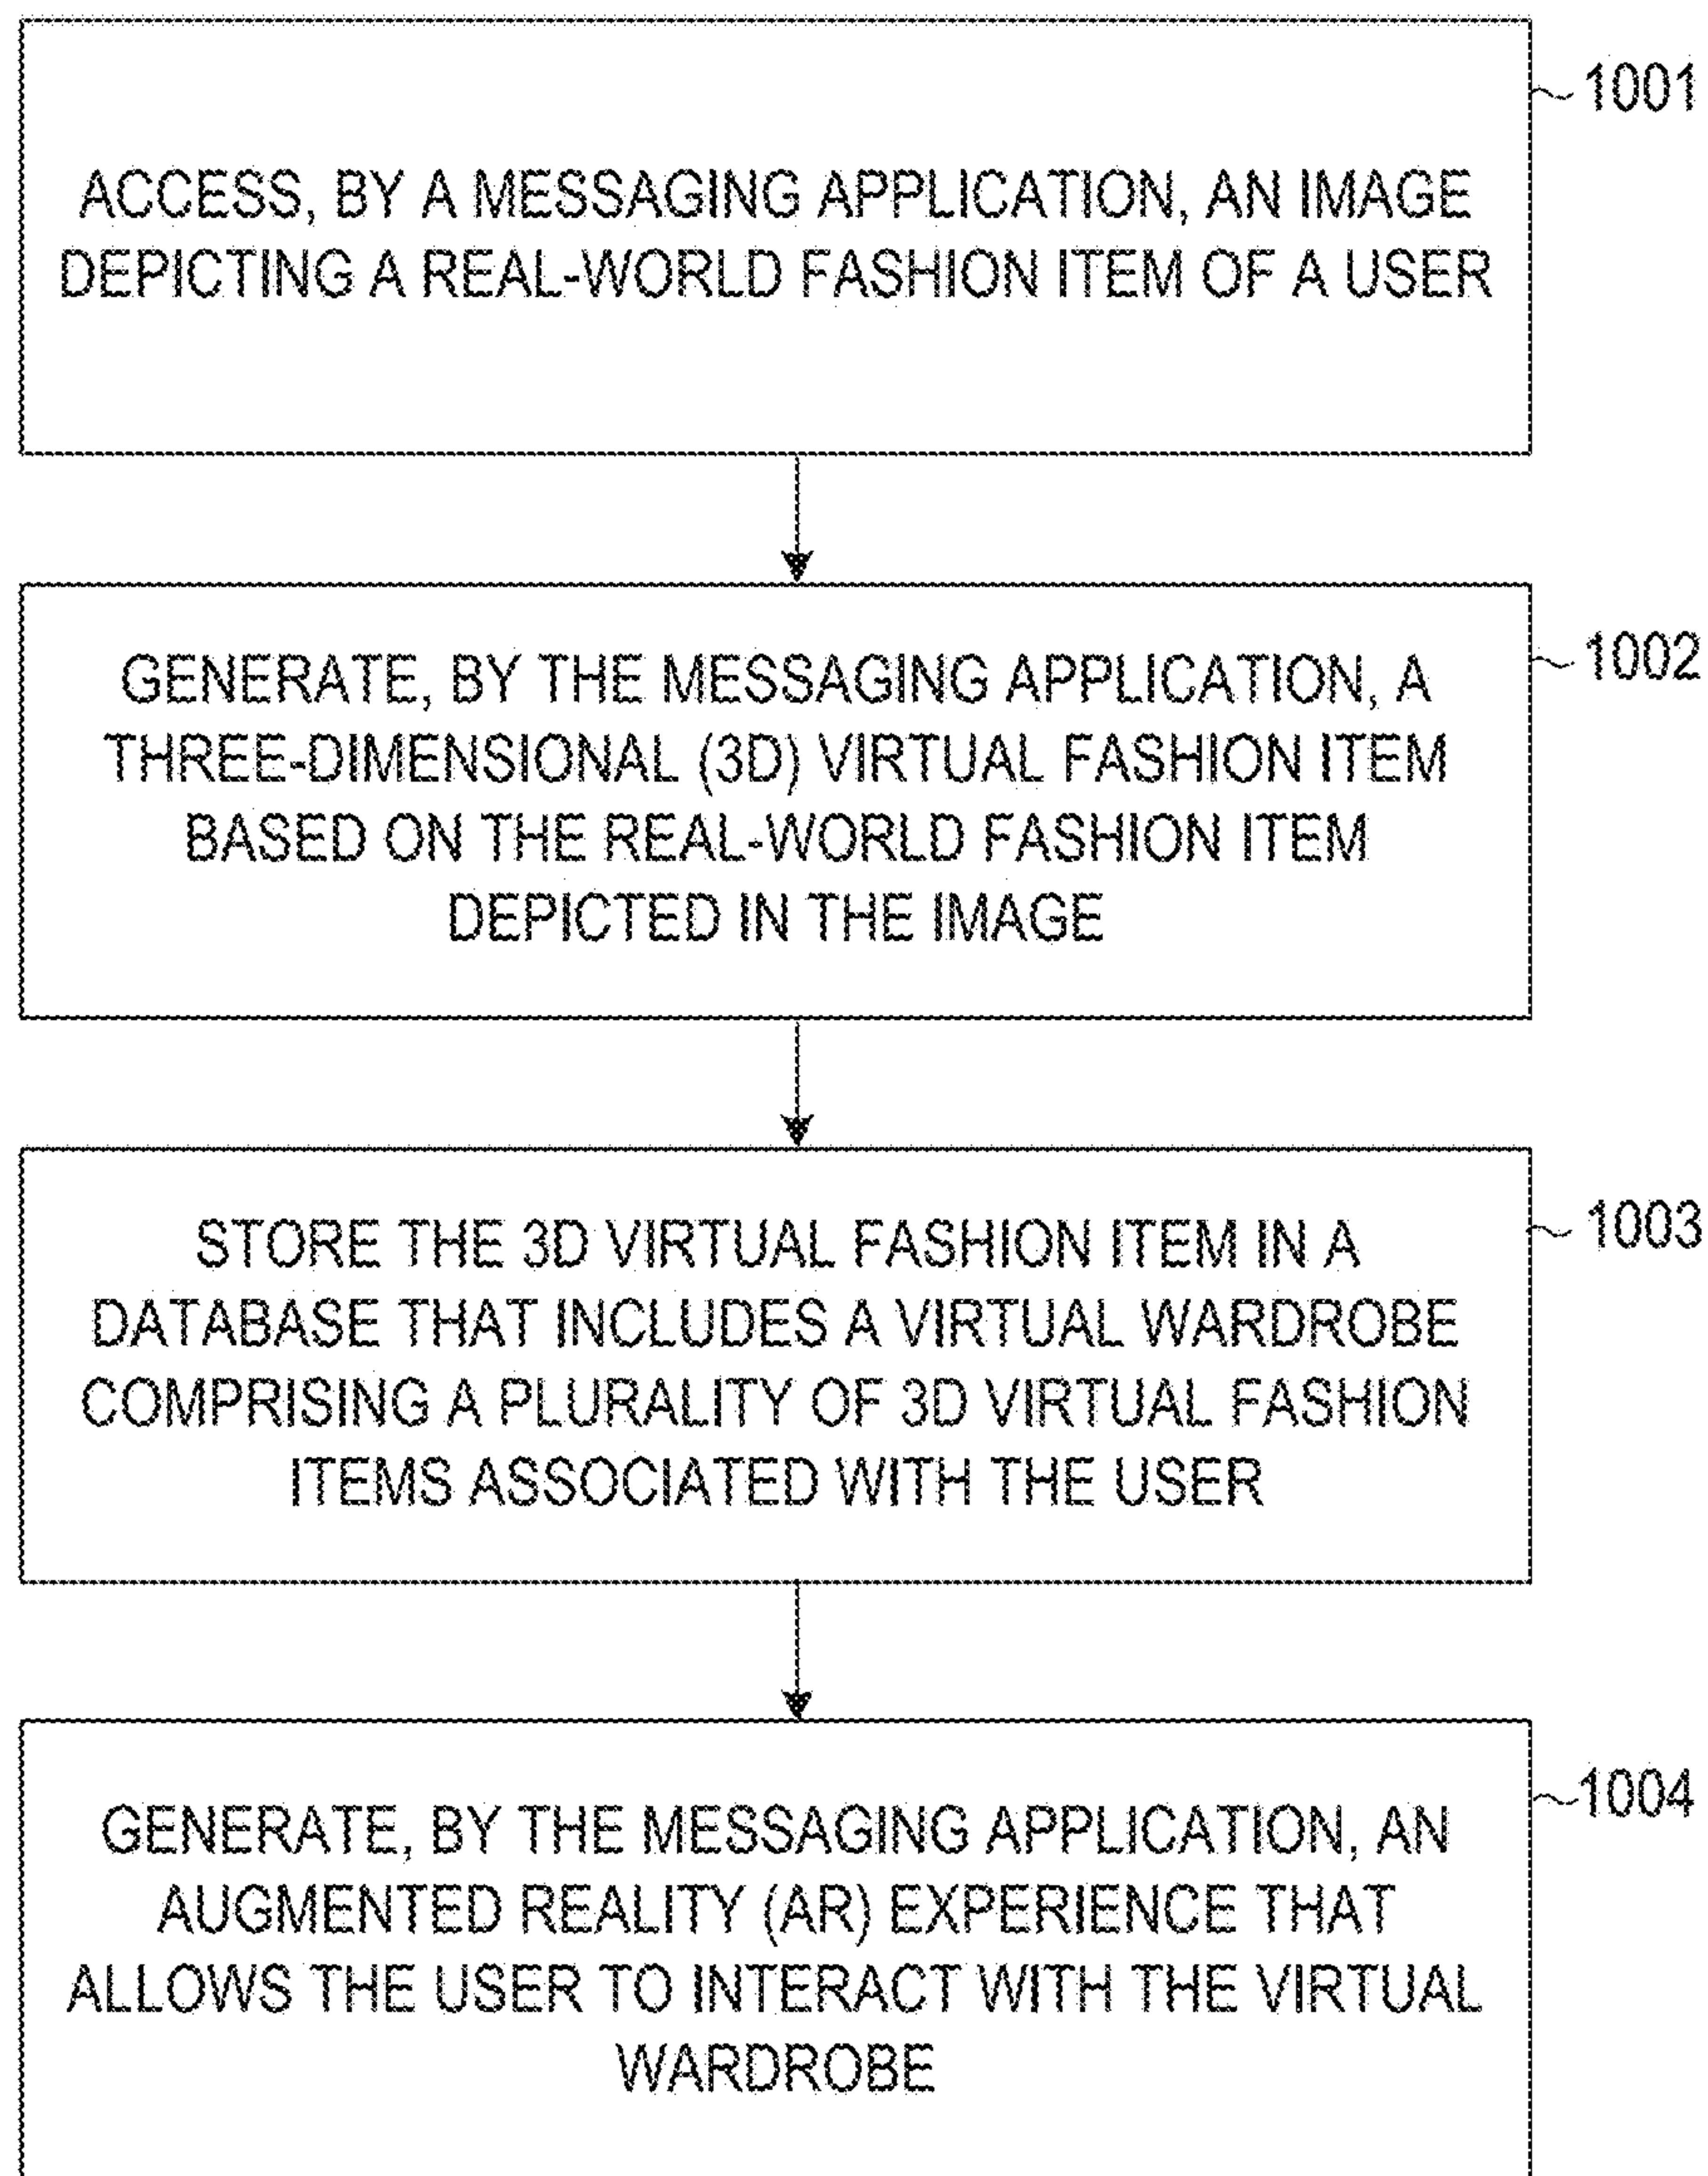 1001
ACCESS, BY A MESSAGING APPLICATION, AN IMAGE
DEPICTING A REAL-WORLD FASHION ITEM OF A USER
1002
GENERATE, BY THE MESSAGING APPLICATION, A
THREE-DIMENSIONAL (3D) VIRTUAL FASHION ITEM
BASED ON THE REAL-WORLD FASHION ITEM
DEPICTED IN THE IMAGE
1003
STORE THE 3D VIRTUAL FASHION ITEM IN A
DATABASE THAT INCLUDES A VIRTUAL WARDROBE
COMPRISING A PLURALITY OF 3D VIRTUAL FASHION
ITEMS ASSOCIATED WITH THE USER
1004
GENERATE, BY THE MESSAGING APPLICATION, AN
AUGMENTED REALITY (AR) EXPERIENCE THAT
ALLOWS THE USER TO INTERACT WITH THE VIRTUAL
WARDROBE